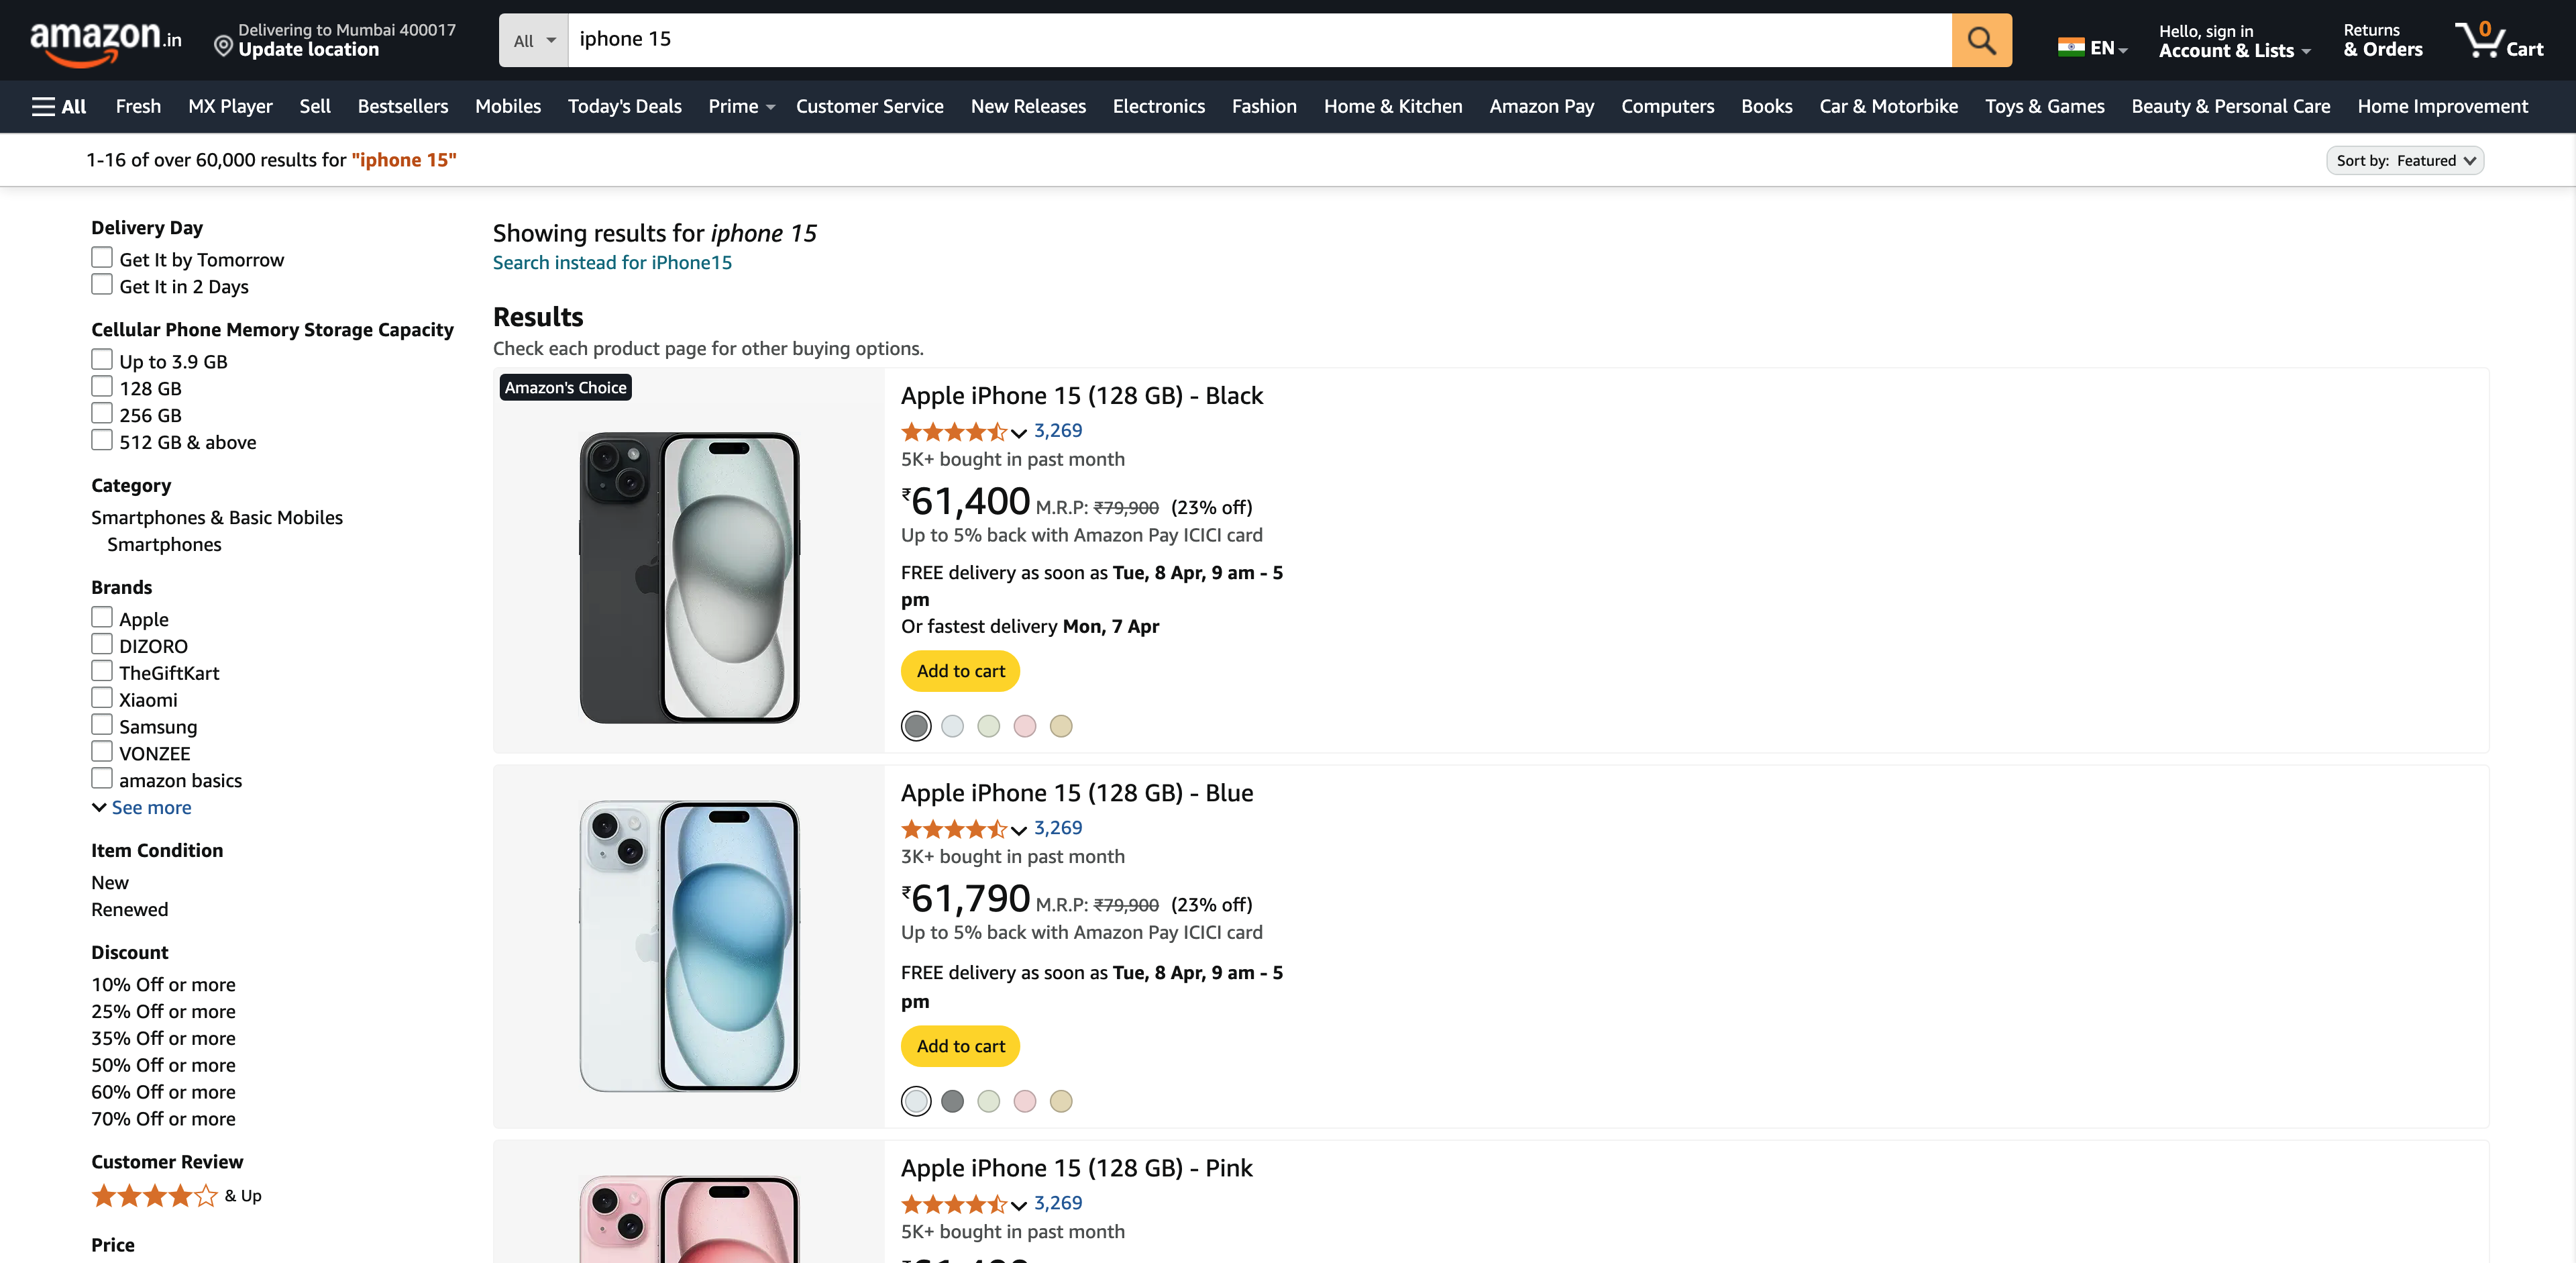 amazon.in
Delivering to Mumbai 400017
Update location
All
iphone 15
EN
Hello, sign in
Account & Lists
Returns
& Orders
0
Cart
All
Fresh
MX Player
Sell
Bestsellers
Mobiles
Today's Deals
Prime
Customer Service
New Releases
Electronics
Fashion
Home & Kitchen
Amazon Pay
Computers
Books
Car & Motorbike
Toys & Games
Beauty & Personal Care
Home Improvement
1-16 of over 60,000 results for "iphone 15"
Sort by: Featured
Delivery Day
Get It by Tomorrow
Get It in 2 Days
Cellular Phone Memory Storage Capacity
Up to 3.9 GB
128 GB
256 GB
512 GB & above
Category
Smartphones & Basic Mobiles
Smartphones
Brands
Apple
DIZORO
TheGiftKart
Xiaomi
Samsung
VONZEE
amazon basics
See more
Item Condition
New
Renewed
Discount
10% Off or more
25% Off or more
35% Off or more
50% Off or more
60% Off or more
70% Off or more
Customer Review
& Up
Price
Showing results for iphone 15
Search instead for iPhone15
Results
Check each product page for other buying options.
Amazon's Choice
Apple iPhone 15 (128 GB) - Black
3,269
5K+ bought in past month
₹61,400 M.R.P: ₹79,900 (23% off)
Up to 5% back with Amazon Pay ICICI card
FREE delivery as soon as Tue, 8 Apr, 9 am - 5
pm
Or fastest delivery Mon, 7 Apr
Add to cart
Apple iPhone 15 (128 GB) - Blue
3,269
3K+ bought in past month
₹61,790 M.R.P: ₹79,900 (23% off)
Up to 5% back with Amazon Pay ICICI card
FREE delivery as soon as Tue, 8 Apr, 9 am - 5
pm
Add to cart
Apple iPhone 15 (128 GB) - Pink
3,269
5K+ bought in past month